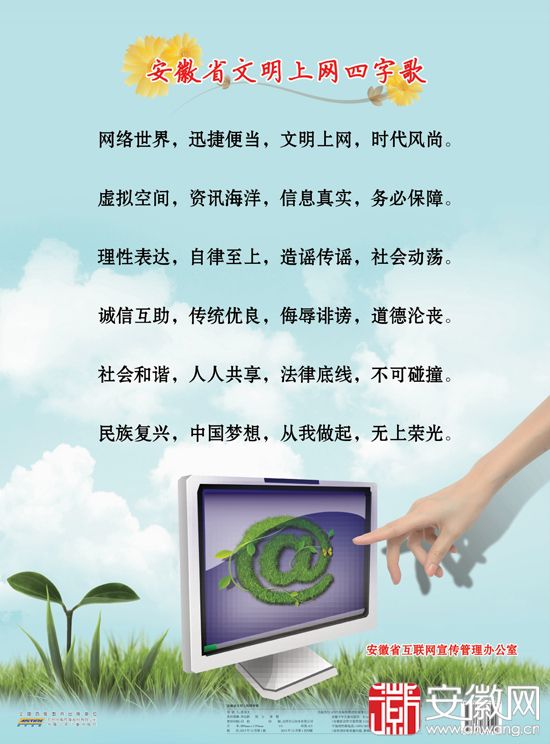 安徽省文明上网四字歌
网络世界，迅捷便当，文明上网，时代风尚。
虚拟空间，资讯海洋，信息真实，务必保障。
理性表达，自律至上，造谣传谣，社会动荡。
诚信互助，传统优良，侮辱诽谤，道德沦丧。
社会和谐，人人共享，法律底线，不可碰撞。
民族复兴，中国梦想，从我做起，无上荣光。
@
安徽省互联网宣传管理办公室
安徽网
www.ahwang.cn